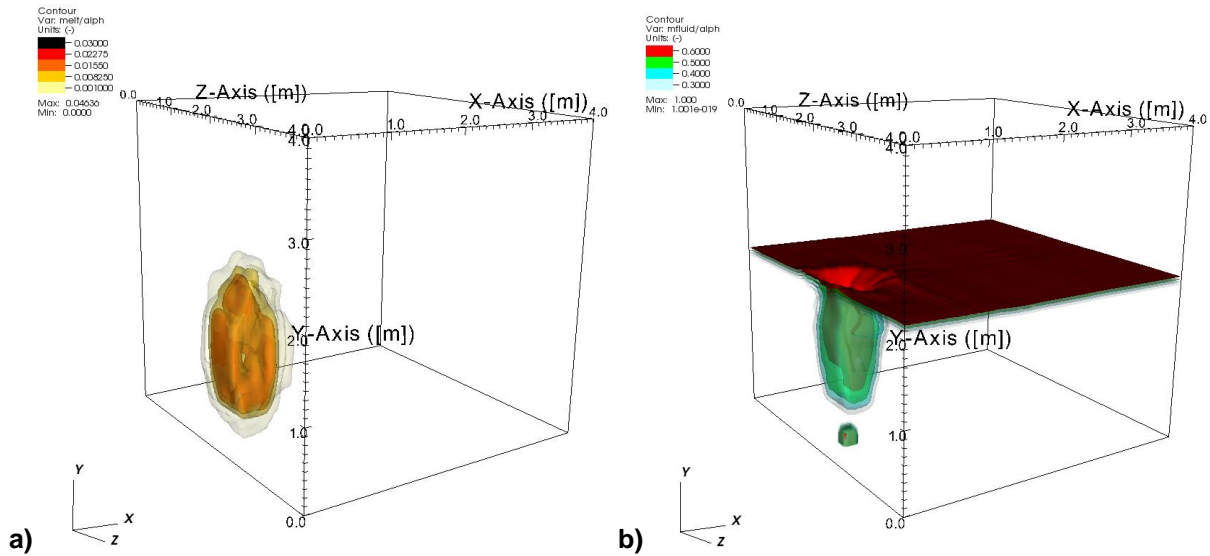 Contour
Var: melt/alph
Units: (-)
0.03000
0.02275
0.01550
0.008250
0.001000
Max: 0.04636
Min: 0.0000
Z-Axis ([m])
X-Axis ([m])
0.0
1.0
2.0
3.0
4.0
0.0
1.0
2.0
3.0
4.0
3.0
Y-Axis ([m])
2.0
1.0
0.0
Y
X
Z
a)
Contour
Var: mfluid/alph
Units: (-)
0.6000
0.5000
0.4000
0.3000
Max: 1.000
Min: 1.001e-019
Z-Axis ([m])
X-Axis ([m])
0.0
1.0
2.0
3.0
4.0
0.0
1.0
2.0
3.0
4.0
4.0
3.0
Y-Axis ([m])
2.0
1.0
0.0
Y
X
Z
b)